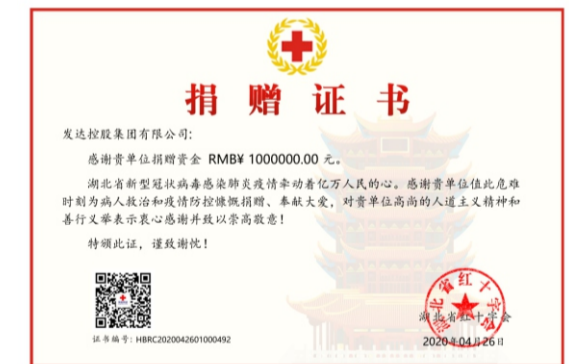 捐赠证书
发达控股集团有限公司:
感谢贵单位捐赠资金 RMB¥ 1000000.00 元。
湖北省新型冠状病毒感染肺炎疫情牵动着亿万人民的心。感谢贵单位值此危难
时刻为病人救治和疫情防控慷慨捐赠、奉献大爱，对贵单位高尚的人道主义精神和
善行义举表示衷心感谢并致以崇高敬意！
特颁此证，谨致谢忱！
湖北省红十字会
湖北省红十字会
2020年04月26日
证书编号: HBRC2020042601000492